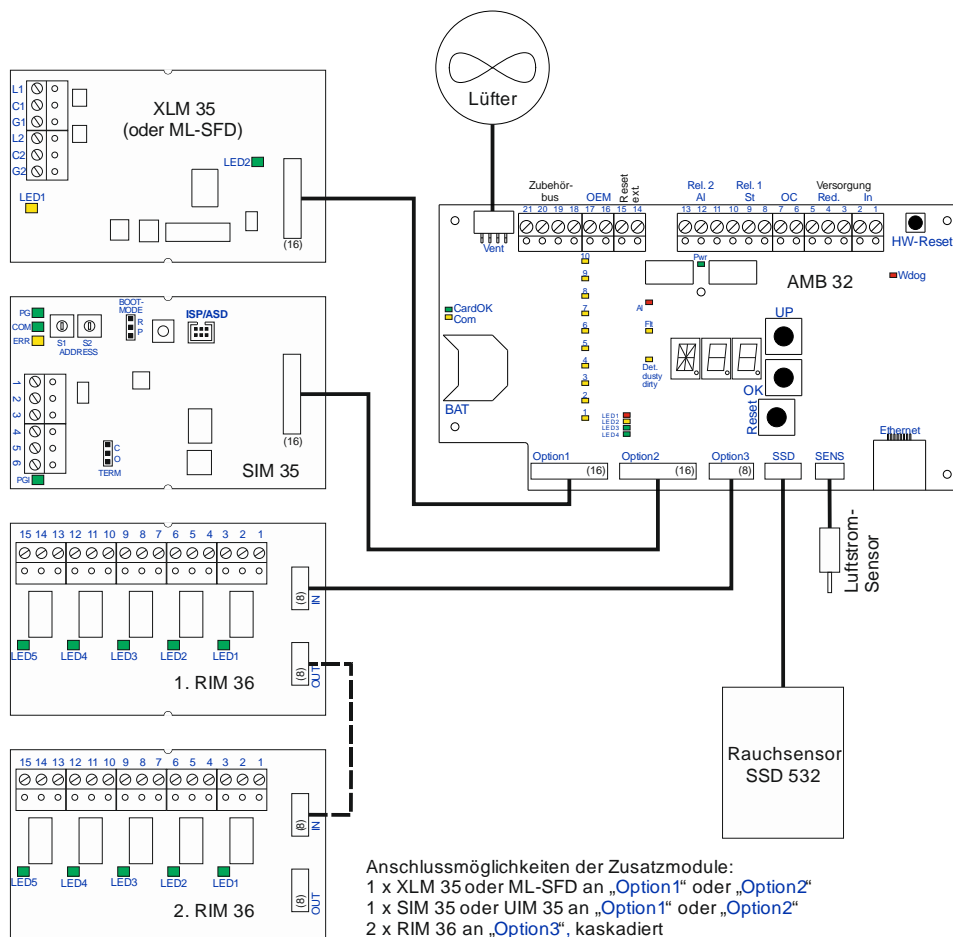 Lüfter
XLM 35
(oder ML-SFD)
L1
C1
G1
L2
C2
G2
LED1
LED2
(16)
Zubehör-
bus
OEM
Reset
ext.
Rel. 2
Al
Rel. 1
St
OC
Versorgung
Red.
In
21 20 19 18 17 16 15 14
13 12 11 10 9 8 7 6 5 4 3 2 1
Vent
HW-Reset
Pwr
AMB 32
Wdog
CardOK
Com
10
9
8
7
6
5
4
3
2
1
Al
Flt
Det.
dusty
dirty
UP
OK
Reset
BAT
LED1
LED2
LED3
LED4
Ethernet
Option1
(16)
Option2
(16)
Option3
(8)
SSD
SENS
PG
COM
ERR
S1
S2
ADDRESS
BOOT-
MODE
R
P
ISP/ASD
1
2
3
4
5
6
PGI
C
O
TERM
(16)
SIM 35
Luftstrom-
Sensor
15 14 13 12 11 10 9 8 7 6 5 4 3 2 1
(8)
IN
LED5
LED4
LED3
LED2
LED1
(8)
OUT
1. RIM 36
Rauchsensor
SSD 532
15 14 13 12 11 10 9 8 7 6 5 4 3 2 1
(8)
IN
LED5
LED4
LED3
LED2
LED1
(8)
OUT
2. RIM 36
Anschlussmöglichkeiten der Zusatzmodule:
1 x XLM 35 oder ML-SFD an „Option1“ oder „Option2“
1 x SIM 35 oder UIM 35 an „Option1“ oder „Option2“
2 x RIM 36 an „Option3“, kaskadiert